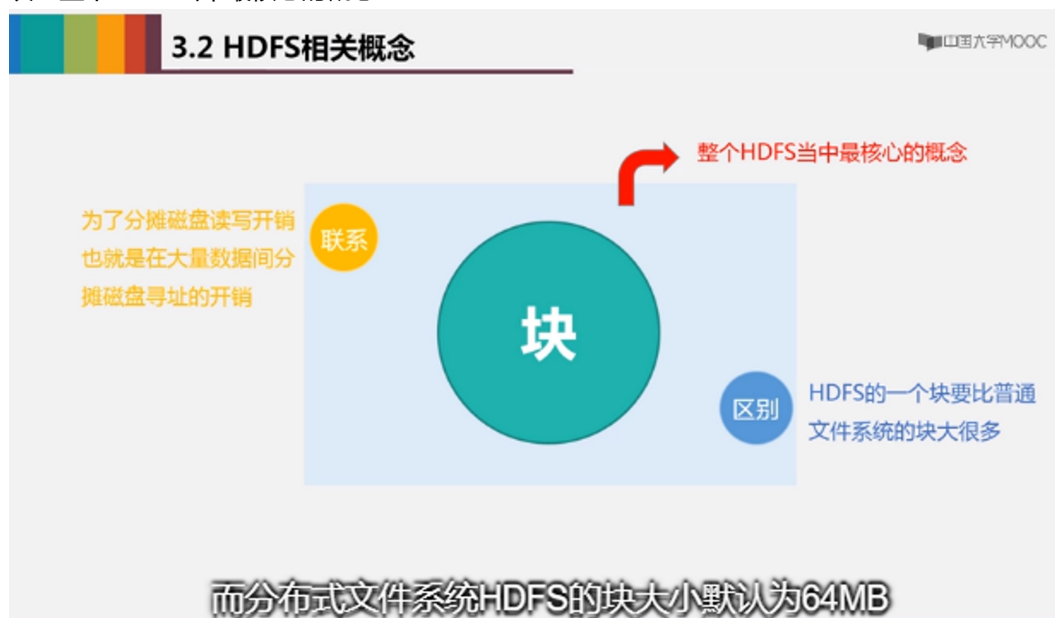 3.2 HDFS相关概念
中国大学MOOC
整个HDFS当中最核心的概念
为了分摊磁盘读写开销
也就是在大量数据间分
摊磁盘寻址的开销
联系
块
区别
HDFS的一个块要比普通
文件系统的块大很多
而分布式文件系统HDFS的块大小默认为64MB